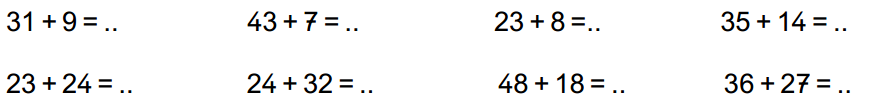 31 + 9 = .. 43 + 7 = .. 23 + 8 =.. 35 + 14 = ..
23 + 24 = .. 24 + 32 = .. 48 + 18 = .. 36 + 27 = ..